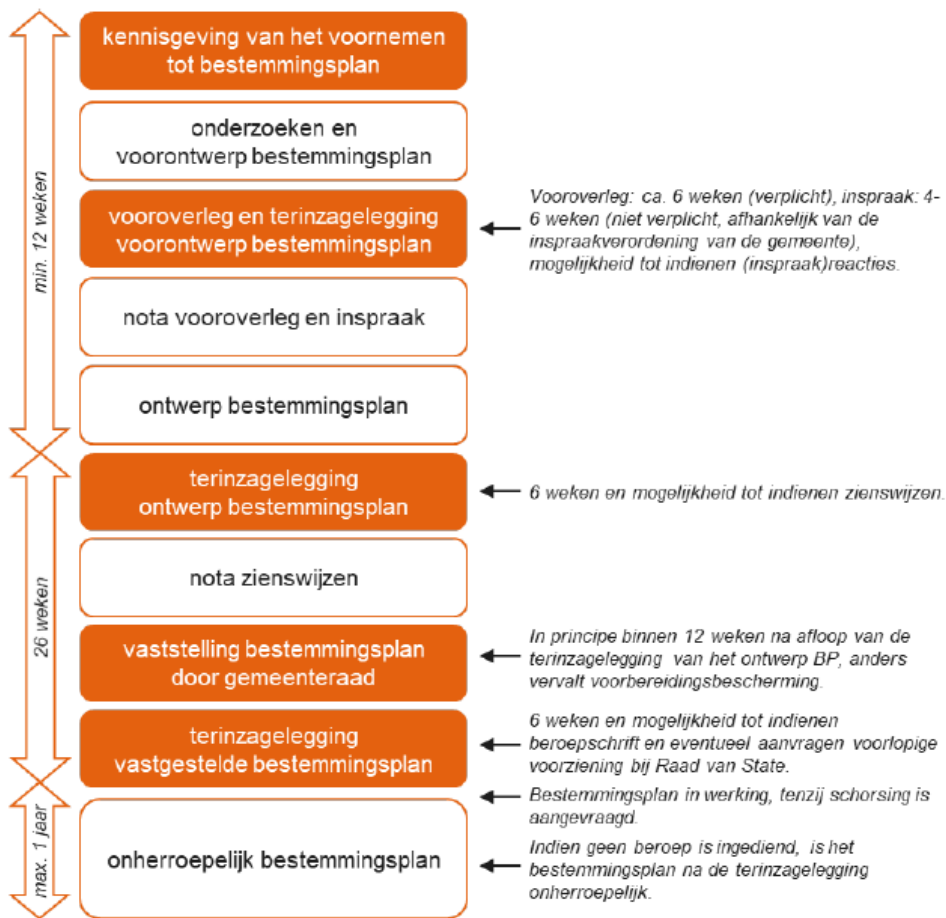 kennisgeving van het voornemen
tot bestemmingsplan
onderzoeken en
voorontwerp bestemmingsplan
min. 12 weken
vooroverleg en terinzagelegging
voorontwerp bestemmingsplan
Vooroverleg: ca. 6 weken (verplicht), inspraak: 4-
6 weken (niet verplicht, afhankelijk van de
inspraakverordening van de gemeente),
mogelijkheid tot indienen (inspraak)reacties.
nota vooroverleg en inspraak
ontwerp bestemmingsplan
terinzagelegging
ontwerp bestemmingsplan
6 weken en mogelijkheid tot indienen zienswijzen.
nota zienswijzen
26 weken
vaststelling bestemmingsplan
door gemeenteraad
In principe binnen 12 weken na afloop van de
terinzagelegging van het ontwerp BP, anders
vervalt voorbereidingsbescherming.
terinzagelegging
vastgestelde bestemmingsplan
6 weken en mogelijkheid tot indienen
beroepschrift en eventueel aanvragen voorlopige
voorziening bij Raad van State.
Bestemmingsplan in werking, tenzij schorsing is
aangevraagd.
max. 1 jaar
onherroepelijk bestemmingsplan
Indien geen beroep is ingediend, is het
bestemmingsplan na de terinzagelegging
onherroepelijk.